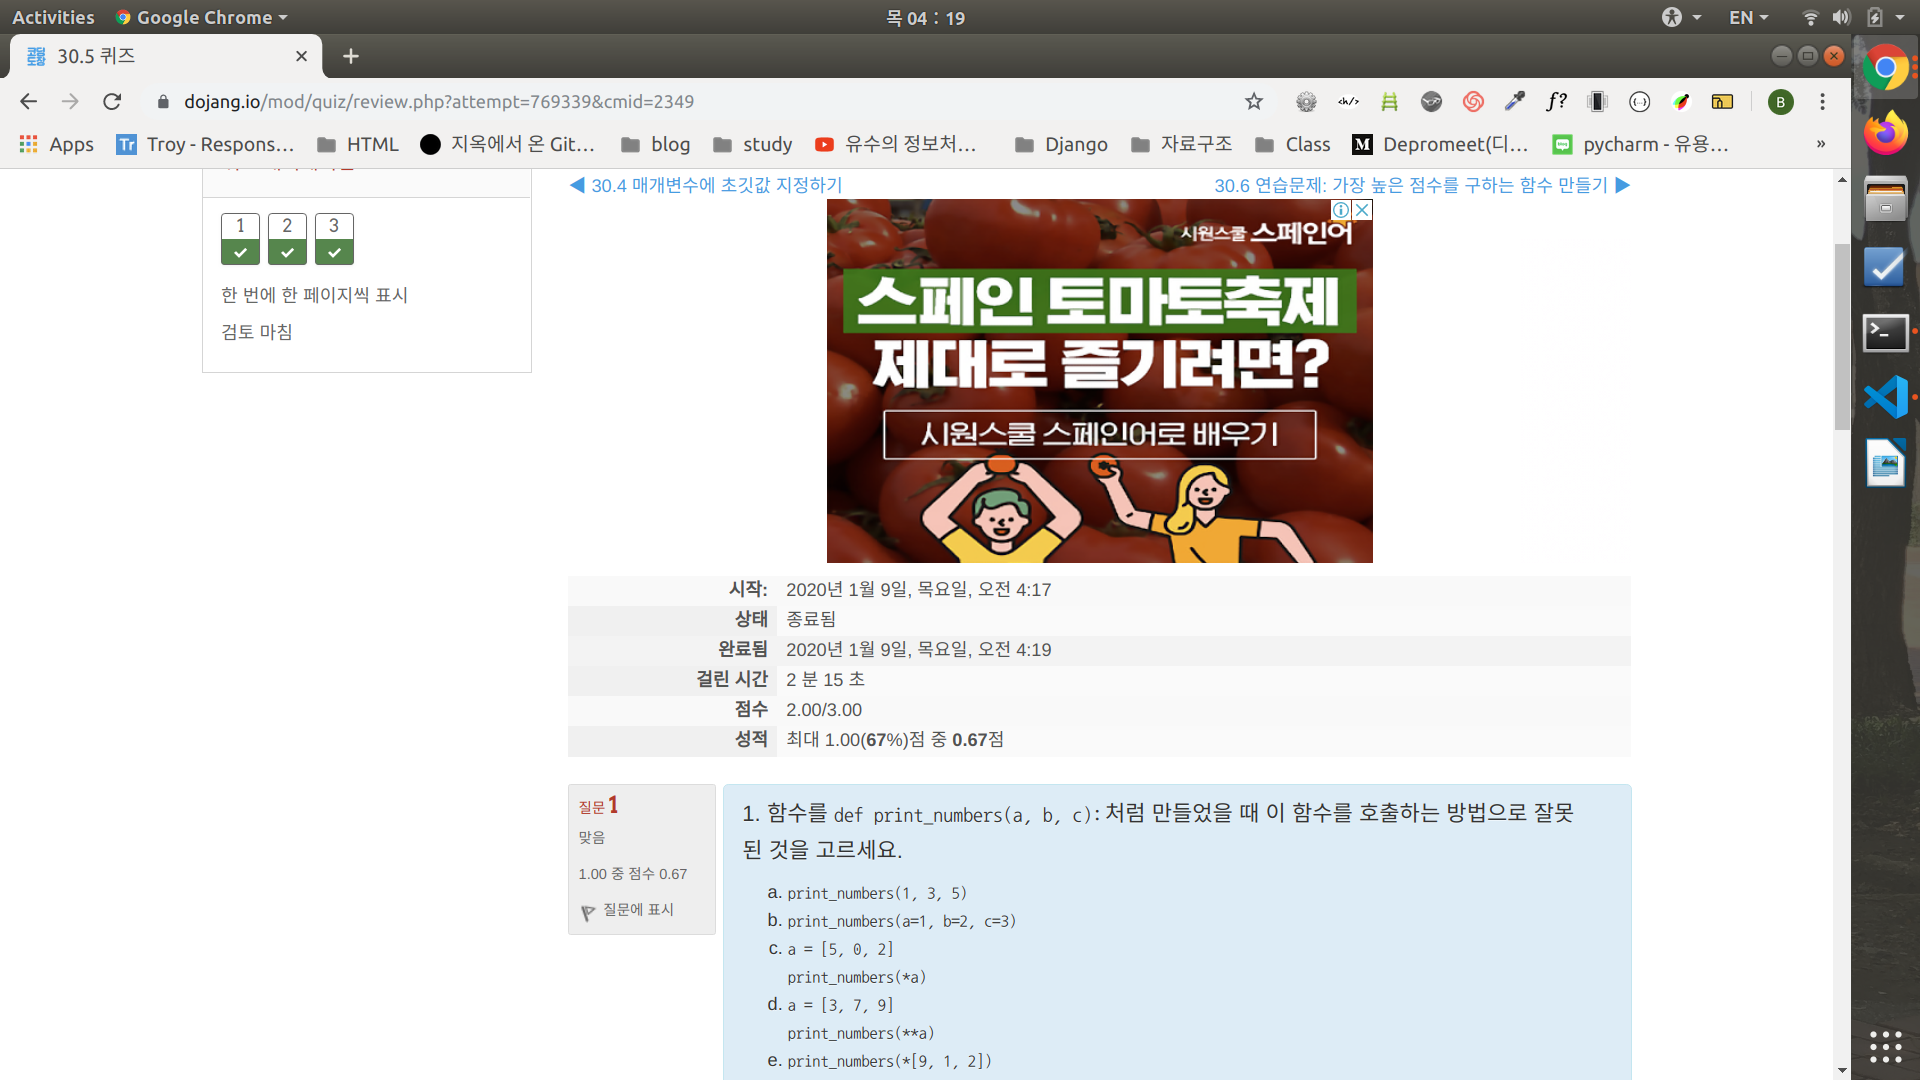 Activities
Google Chrome
목 04 : 19
EN
30.5 퀴즈
dojang.io/mod/quiz/review.php?attempt=769339&cmid=2349
B
Apps
Tr
Troy - Respons…
HTML
지옥에서 온 Git…
blog
study
유수의 정보처…
Django
자료구조
Class
M
Depromeet(디…
pycharm - 유용…
»
◀ 30.4 매개변수에 초깃값 지정하기
30.6 연습문제: 가장 높은 점수를 구하는 함수 만들기 ▶
1 2 3
한 번에 한 페이지씩 표시
검토 마침
시원스쿨 스페인어
스페인 토마토축제
제대로 즐기려면?
시원스쿨 스페인어로 배우기
시작: 2020년 1월 9일, 목요일, 오전 4:17
상태 종료됨
완료됨 2020년 1월 9일, 목요일, 오전 4:19
걸린 시간 2 분 15 초
점수 2.00/3.00
성적 최대 1.00(67%)점 중 0.67점
질문 1
맞음
1.00 중 점수 0.67
질문에 표시
1. 함수를 def print_numbers(a, b, c): 처럼 만들었을 때 이 함수를 호출하는 방법으로 잘못
된 것을 고르세요.
a. print_numbers(1, 3, 5)
b. print_numbers(a=1, b=2, c=3)
c. a = [5, 0, 2]
print_numbers(*a)
d. a = [3, 7, 9]
print_numbers(**a)
e. print_numbers(*[9, 1, 2])